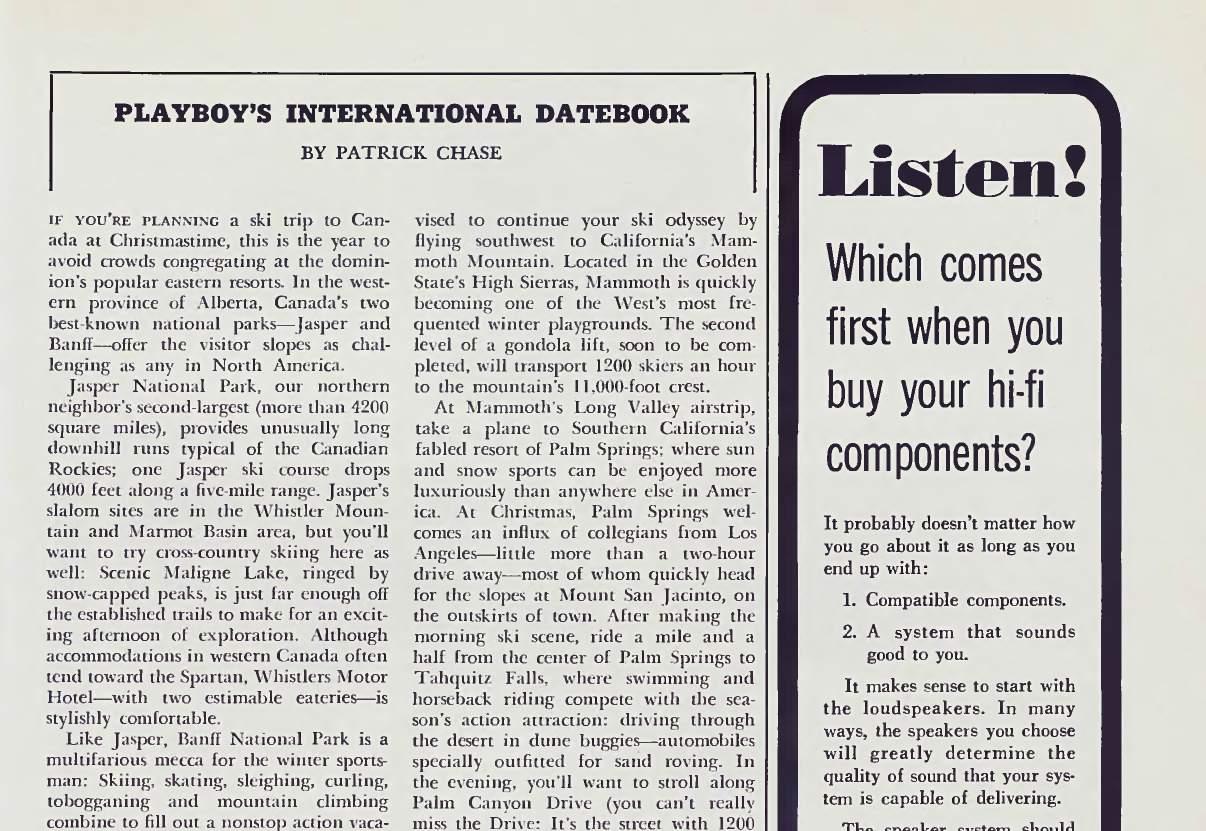 PLAYBOY'S INTERNATIONAL DATEBOOK
BY PATRICK CHASE
IF YOU'RE PLANNING a ski trip to Can-
ada at Christmastime, this is the year to
avoid crowds congregating at the domin-
ion's popular eastern resorts. In the west-
ern province of Alberta, Canada's two
best-known national parks—Jasper and
Banff—offer the visitor slopes as chal-
lenging as any in North America.
Jasper National Park, our northern
neighbor's second-largest (more than 4200
square miles), provides unusually long
downhill runs typical of the Canadian
Rockies; one Jasper ski course drops
4000 feet along a five-mile range. Jasper's
slalom sites are in the Whistler Moun-
tain and Marmot Basin area, but you'll
want to try cross-country skiing here as
well: Scenic Maligne Lake, ringed by
snow-capped peaks, is just far enough off
the established trails to make for an excit-
ing afternoon of exploration. Although
accommodations in western Canada often
tend toward the Spartan, Whistlers Motor
Hotel—with two estimable eateries—is
stylishly comfortable.
Like Jasper, Banff National Park is a
multifarious mecca for the winter sports-
man: Skiing, skating, sleighing, curling,
tobogganing and mountain climbing
combine to fill out a nonstop action vaca-
vised to continue your ski odyssey by
flying southwest to California's Mam-
moth Mountain. Located in the Golden
State's High Sierras, Mammoth is quickly
becoming one of the West's most fre-
quented winter playgrounds. The second
level of a gondola lift, soon to be com-
pleted, will transport 1200 skiers an hour
to the mountain's 11,000-foot crest.
At Mammoth's Long Valley airstrip,
take a plane to Southern California's
fabled resort of Palm Springs; where sun
and snow sports can be enjoyed more
luxuriously than anywhere else in Amer-
ica. At Christmas, Palm Springs wel-
comes an influx of collegians from Los
Angeles—little more than a two-hour
drive away—most of whom quickly head
for the slopes at Mount San Jacinto, on
the outskirts of town. After making the
morning ski scene, ride a mile and a
half from the center of Palm Springs to
Tahquitz Falls, where swimming and
horseback riding compete with the sea-
son's action attraction: driving through
the desert in dune buggies—automobiles
specially outfitted for sand roving. In
the evening, you'll want to stroll along
Palm Canyon Drive (you can't really
miss the Drive: It's the street with 1200
Listen!
Which comes
first when you
buy your hi-fi
components?
It probably doesn't matter how
you go about it as long as you
end up with:
1. Compatible components.
2. A system that sounds
good to you.
It makes sense to start with
the loudspeakers. In many
ways, the speakers you choose
will greatly determine the
quality of sound that your sys-
tem is capable of delivering.
The speaker system should